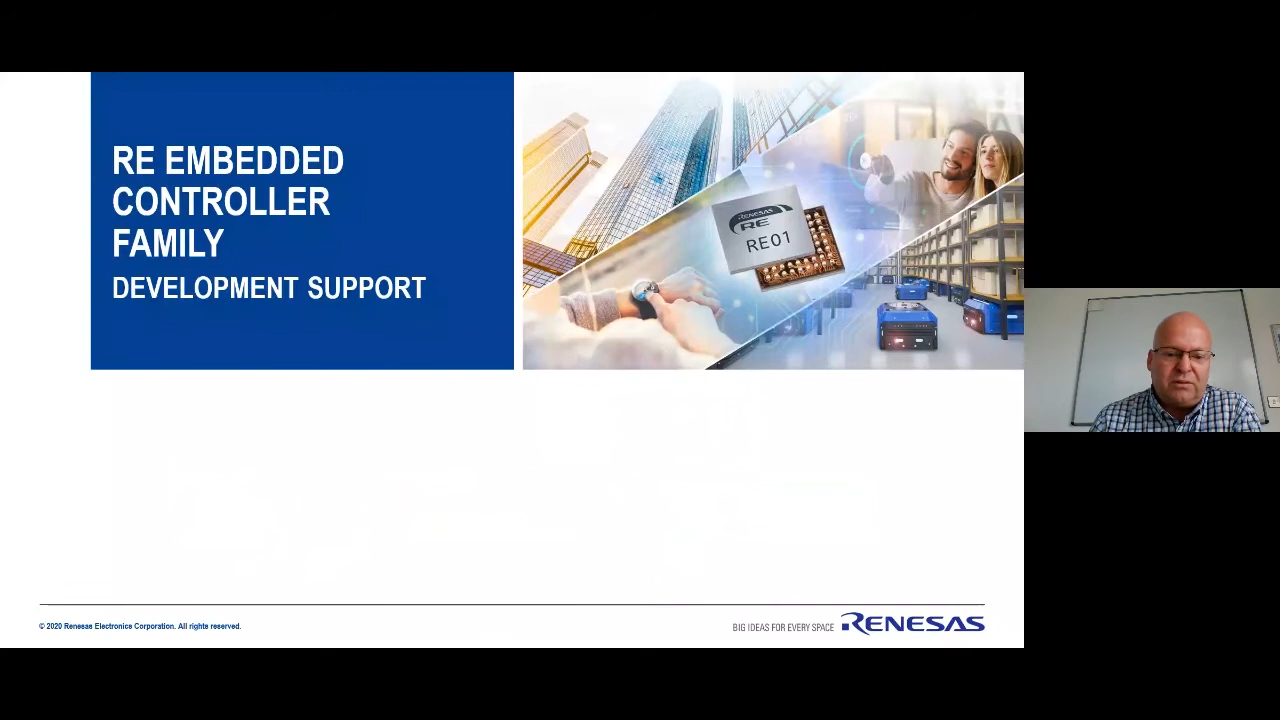 RE EMBEDDED
CONTROLLER
FAMILY
DEVELOPMENT SUPPORT
RENESAS
RE
RE01
© 2020 Renesas Electronics Corporation. All rights reserved.
BIG IDEAS FOR EVERY SPACE
RENESAS